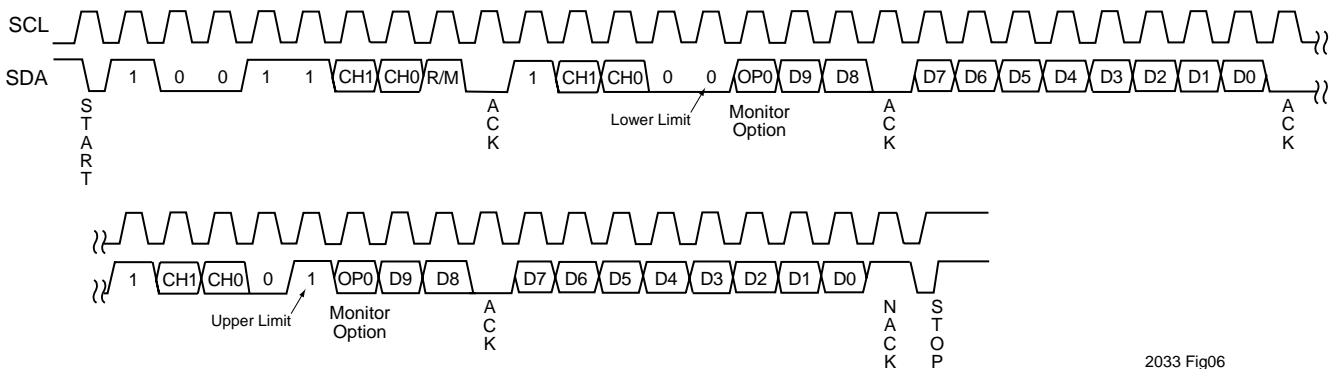 SCL
SDA
1 0 0 1 1 CH1 CH0 R/M 1 CH1 CH0 0 0 OP0 D9 D8 D7 D6 D5 D4 D3 D2 D1 D0
START
ACK
Lower Limit
Monitor
Option
ACK
ACK
1 CH1 CH0 0 1 OP0 D9 D8 D7 D6 D5 D4 D3 D2 D1 D0
Upper Limit
Monitor
Option
ACK
NACK
STOP
2033 Fig06